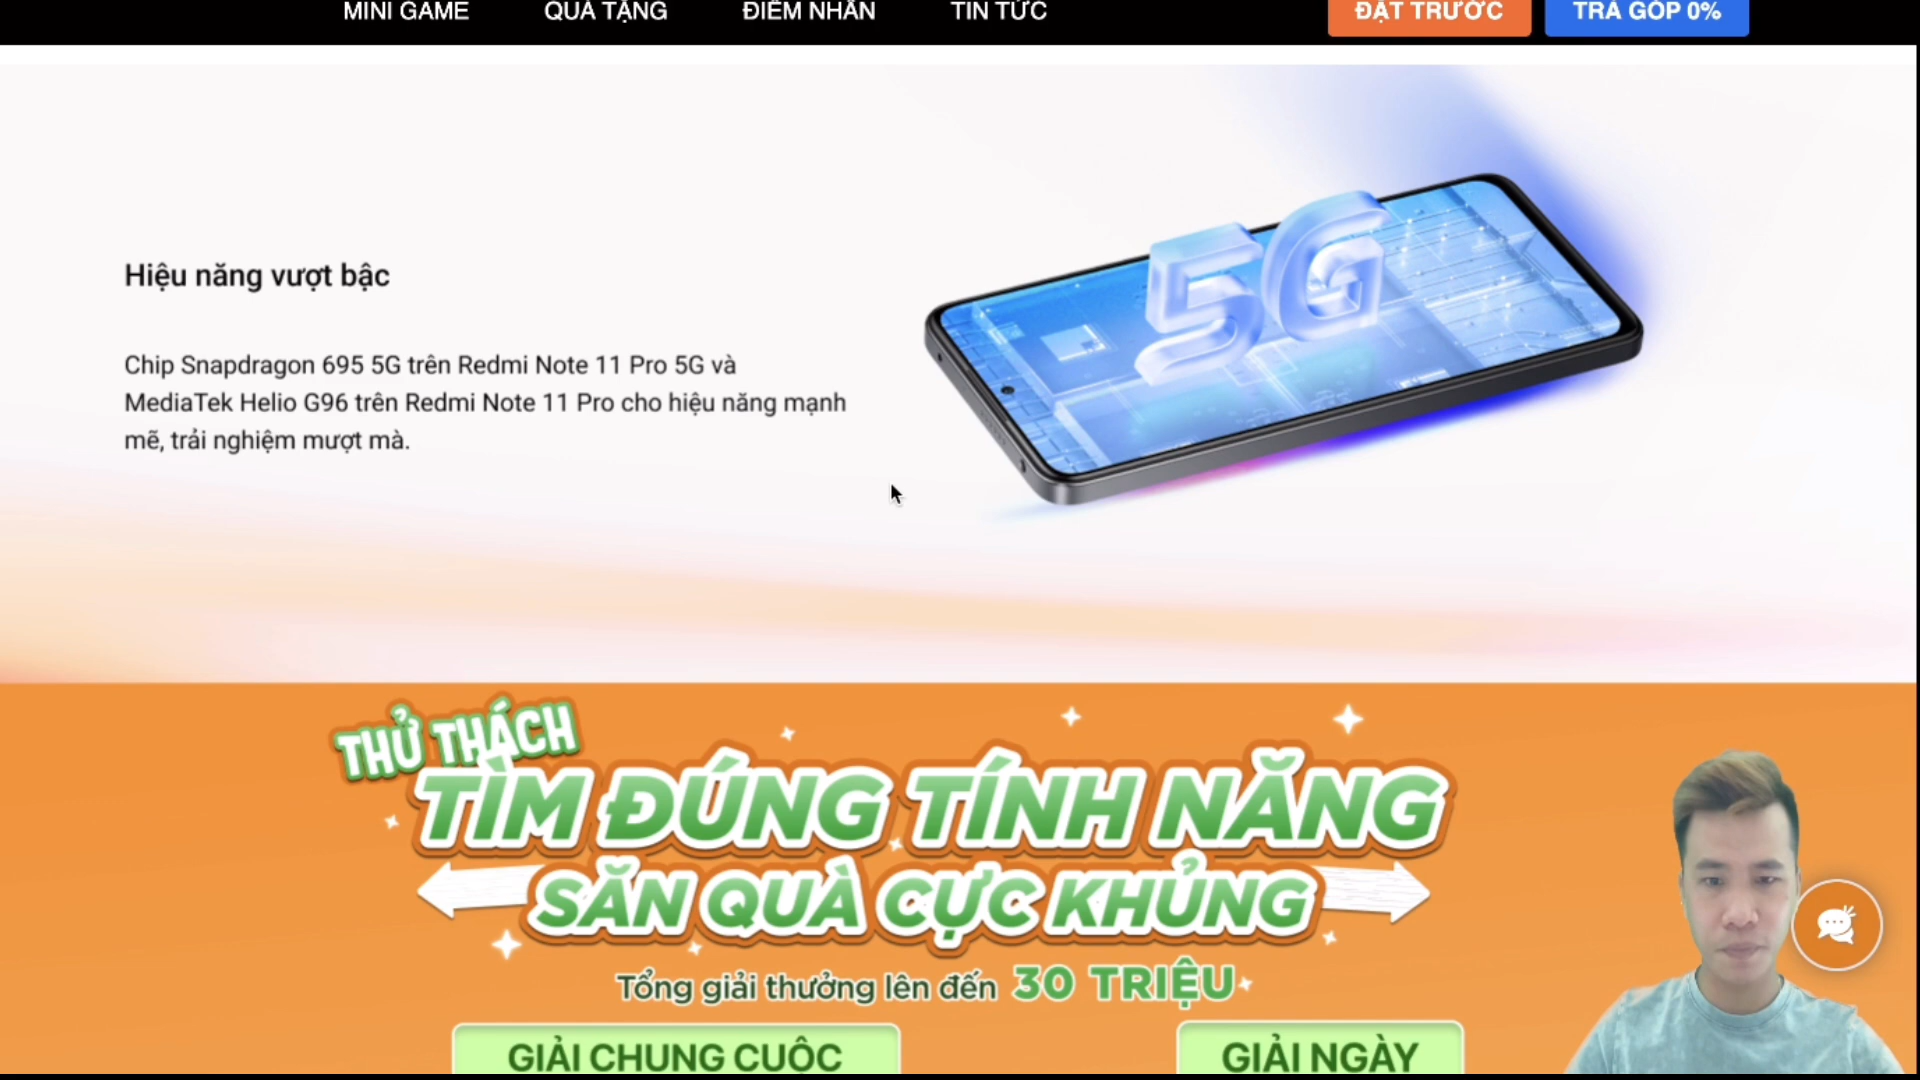 MINI GAME
QUÀ TẶNG
ĐIỂM NHẤN
TIN TỨC
ĐẶT TRƯỚC
TRẢ GÓP 0%
Hiệu năng vượt bậc
Chip Snapdragon 695 5G trên Redmi Note 11 Pro 5G và
MediaTek Helio G96 trên Redmi Note 11 Pro cho hiệu năng mạnh
mẽ, trải nghiệm mượt mà.
5G
THỬ THÁCH
TÌM ĐÚNG TÍNH NĂNG
SĂN QUÀ CỰC KHỦNG
Tổng giải thưởng lên đến 30 TRIỆU
GIẢI CHUNG CUỘC
GIẢI NGÀY